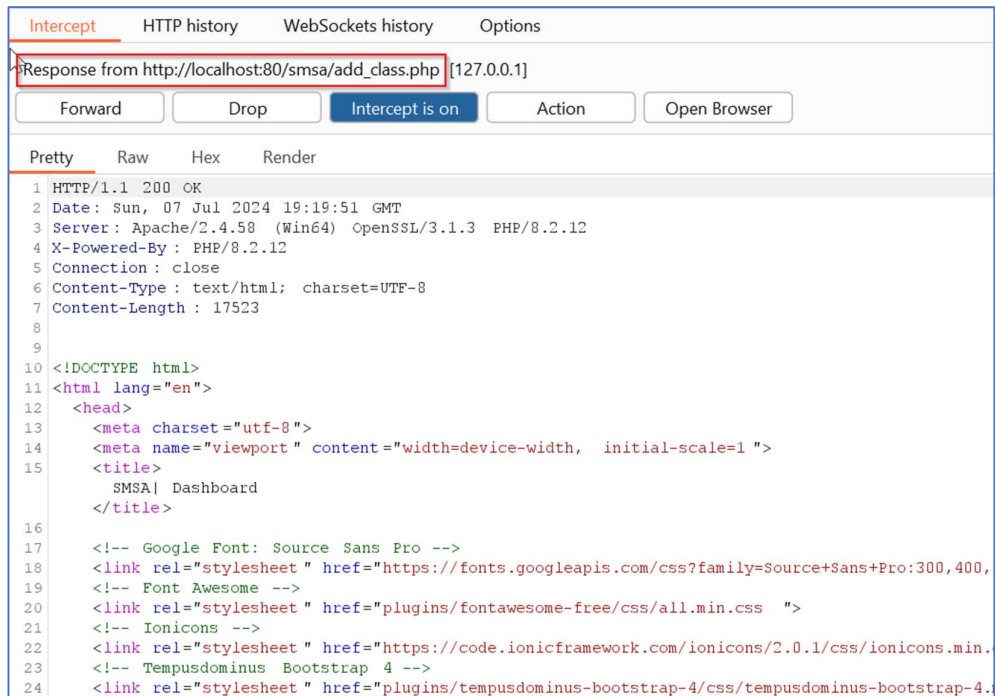 Intercept HTTP history WebSockets history Options
Response from http://localhost:80/smsa/add_class.php [127.0.0.1]
Forward Drop Intercept is on Action Open Browser
Pretty Raw Hex Render
1 HTTP/1.1 200 OK
2 Date: Sun, 07 Jul 2024 19:19:51 GMT
3 Server: Apache/2.4.58 (Win64) OpenSSL/3.1.3 PHP/8.2.12
4 X-Powered-By: PHP/8.2.12
5 Connection: close
6 Content-Type: text/html; charset=UTF-8
7 Content-Length: 17523
8
9
10 <!DOCTYPE html>
11 <html lang="en">
12 <head>
13 <meta charset="utf-8">
14 <meta name="viewport" content="width=device-width, initial-scale=1">
15 <title>
SMSA| Dashboard
</title>
16
17 <!-- Google Font: Source Sans Pro -->
18 <link rel="stylesheet" href="https://fonts.googleapis.com/css?family=Source+Sans+Pro:300,400,
19 <!-- Font Awesome -->
20 <link rel="stylesheet" href="plugins/fontawesome-free/css/all.min.css">
21 <!-- Ionicons -->
22 <link rel="stylesheet" href="https://code.ionicframework.com/ionicons/2.0.1/css/ionicons.min.
23 <!-- Tempusdominus Bootstrap 4 -->
24 <link rel="stylesheet" href="plugins/tempusdominus-bootstrap-4/css/tempusdominus-bootstrap-4.